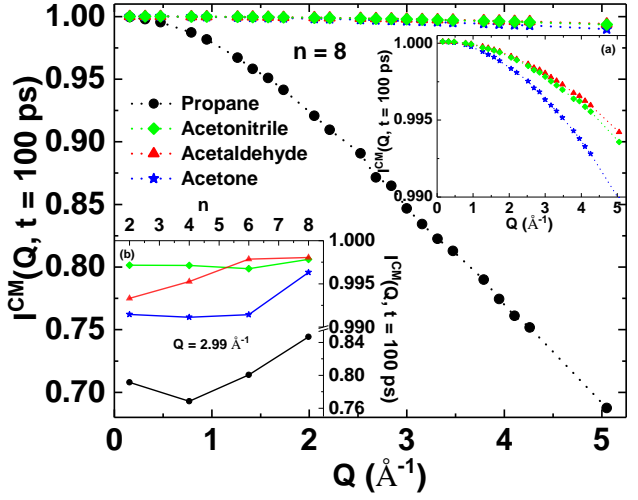 1.00
0.95
0.90
0.85
0.80
0.75
0.70
I^CM(Q, t = 100 ps)
n = 8
Propane
Acetonitrile
Acetaldehyde
Acetone
(a)
1.000
0.995
0.990
I^CM(Q, t = 100 ps)
0 1 2 3 4 5
Q (Å⁻¹)
n
2 3 4 5 6 7 8
(b)
1.000
0.995
0.990
0.84
0.80
0.76
I^CM(Q, t = 100 ps)
Q = 2.99 Å⁻¹
0 1 2 3 4 5
Q (Å⁻¹)